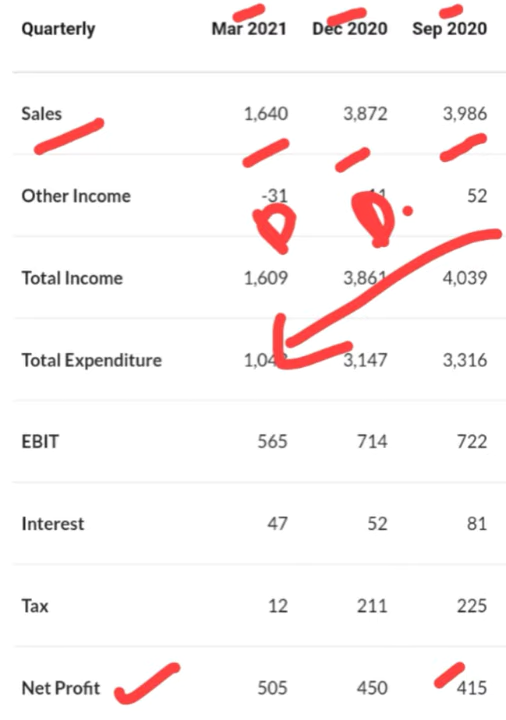 Quarterly Mar 2021 Dec 2020 Sep 2020
Sales 1,640 3,872 3,986
Other Income -31 52
Total Income 1,609 3,861 4,039
Total Expenditure 3,147 3,316
EBIT 565 714 722
Interest 47 52 81
Tax 12 211 225
Net Profit 505 450 415